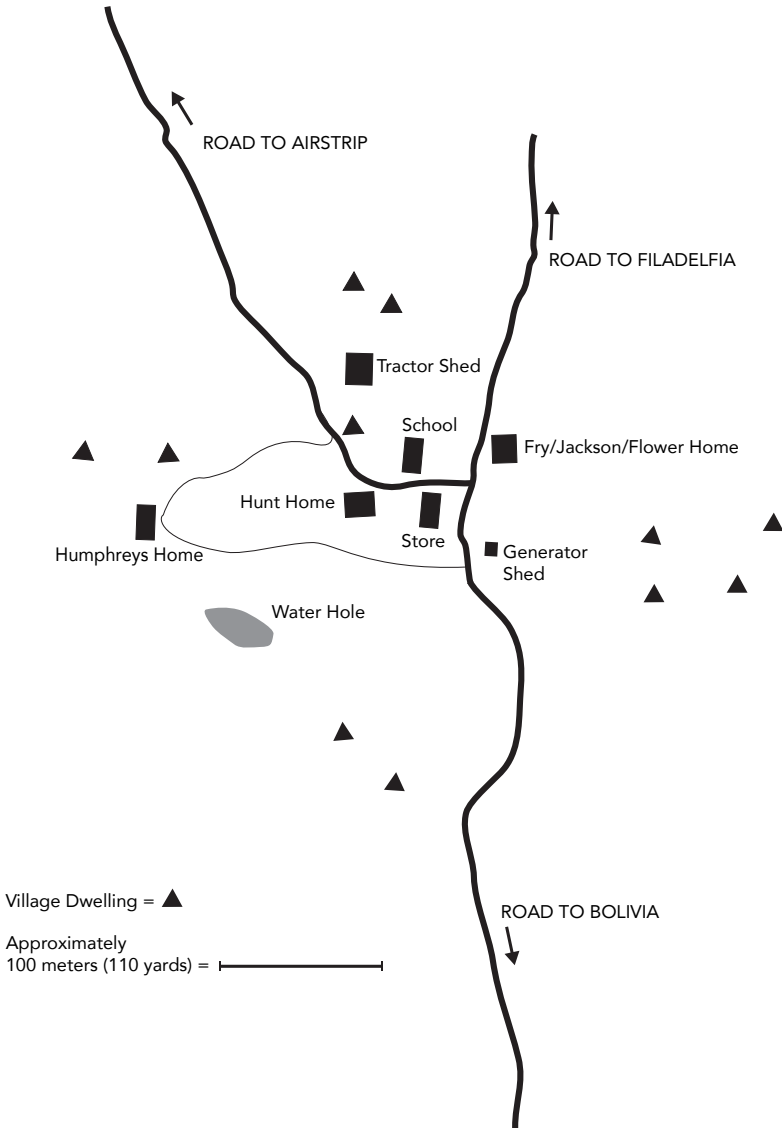 ROAD TO AIRSTRIP
ROAD TO FILADELFIA
Tractor Shed
School
Fry/Jackson/Flower Home
Hunt Home
Store
Humphreys Home
Generator
Shed
Water Hole
Village Dwelling =
ROAD TO BOLIVIA
Approximately
100 meters (110 yards) =